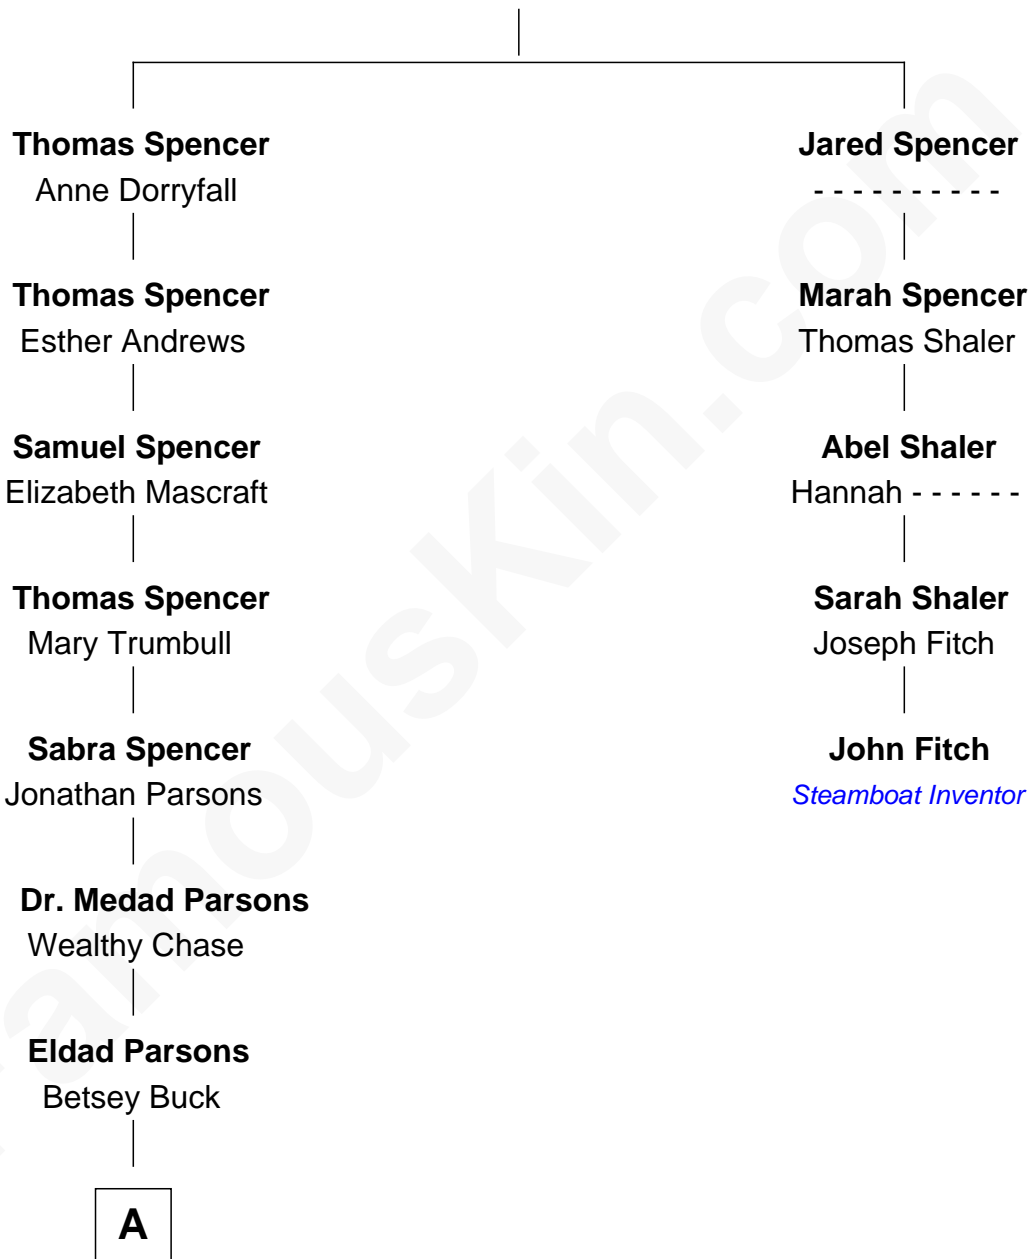 Thomas Spencer
Anne Dorryfall
Thomas Spencer
Esther Andrews
Samuel Spencer
Elizabeth Mascraft
Thomas Spencer
Mary Trumbull
Sabra Spencer
Jonathan Parsons
Dr. Medad Parsons
Wealthy Chase
Eldad Parsons
Betsey Buck
A
Jared Spencer
- - - - - - - - - -
Marah Spencer
Thomas Shaler
Abel Shaler
Hannah - - - - - -
Sarah Shaler
Joseph Fitch
John Fitch
Steamboat Inventor
FamousKin.com